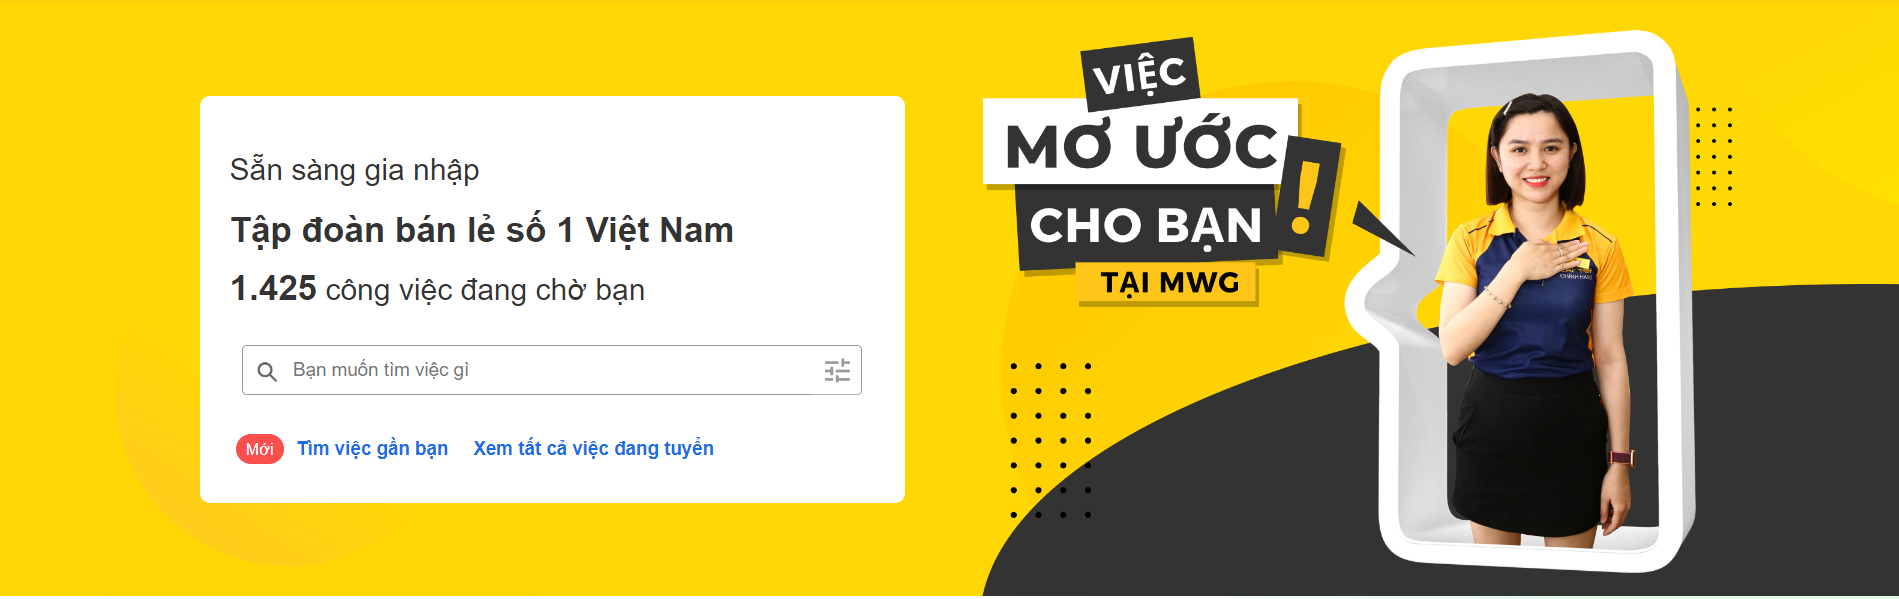 Sẵn sàng gia nhập
Tập đoàn bán lẻ số 1 Việt Nam
1.425 công việc đang chờ bạn
Bạn muốn tìm việc gì
Mới Tìm việc gần bạn Xem tất cả việc đang tuyển
VIỆC
MƠ ƯỚC
CHO BẠN!
TẠI MWG